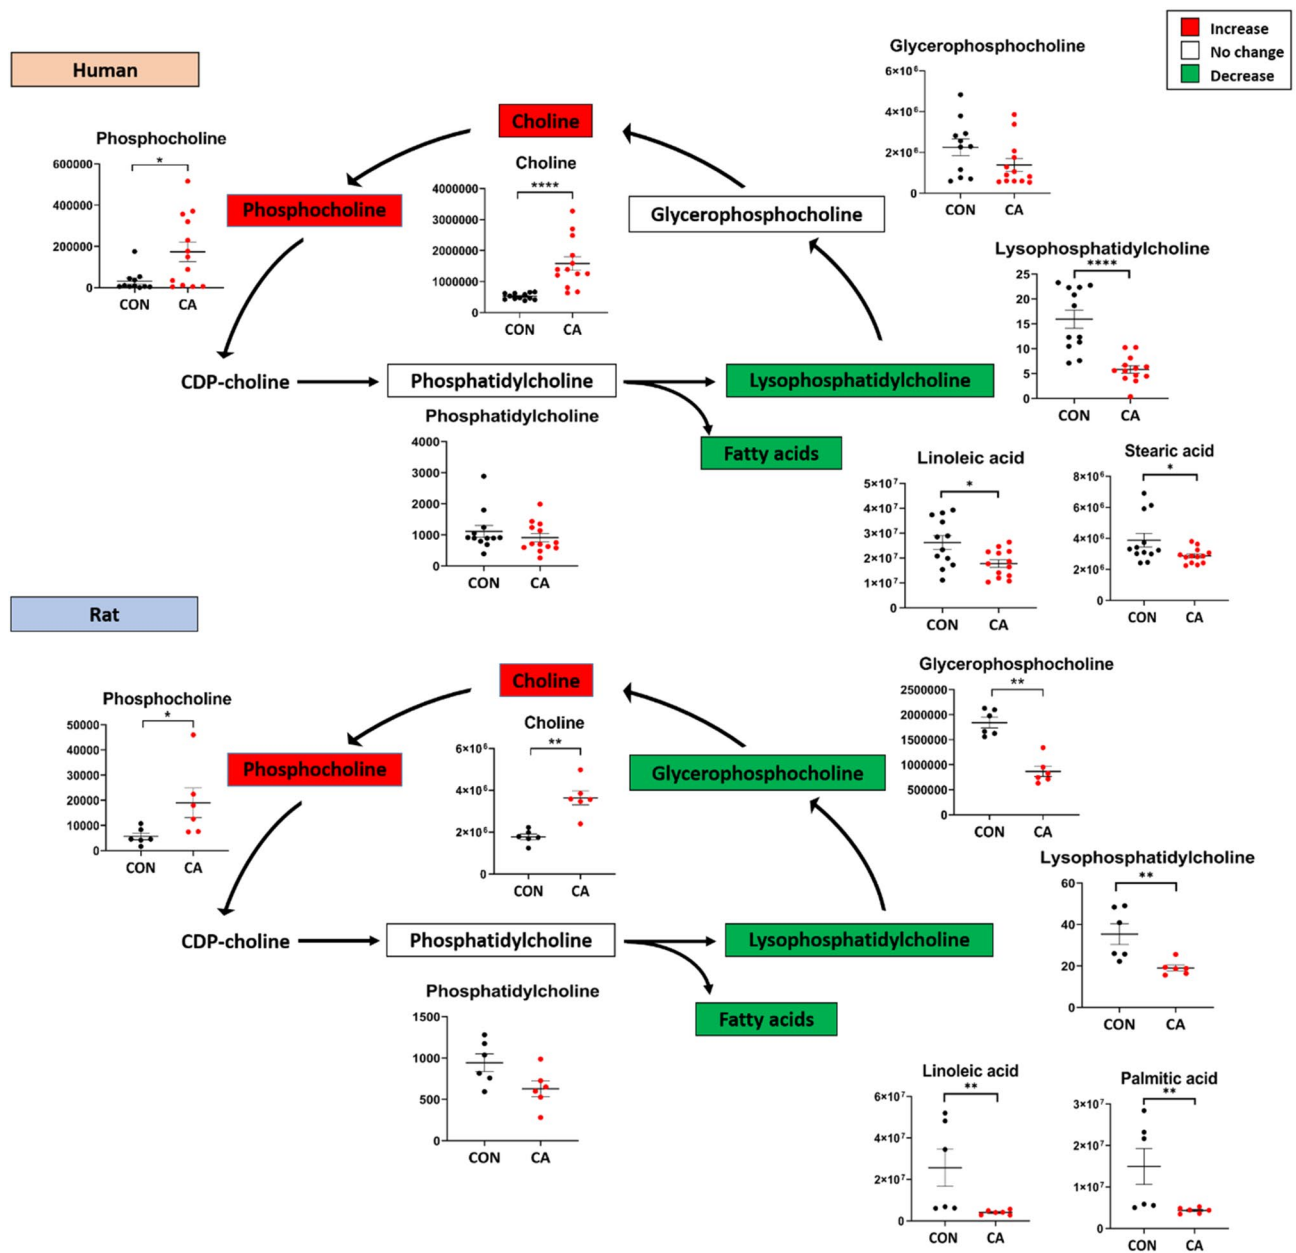 Increase
No change
Decrease
Human
Choline
Phosphocholine
Glycerophosphocholine
CDP-choline
Phosphatidylcholine
Lysophosphatidylcholine
Fatty acids
Phosphocholine
*
600000
400000
200000
0
CON CA
Choline
****
4000000
3000000
2000000
1000000
0
CON CA
Glycerophosphocholine
6×10⁶
4×10⁶
2×10⁶
0
CON CA
Lysophosphatidylcholine
****
25
20
15
10
5
0
CON CA
Phosphatidylcholine
4000
3000
2000
1000
0
CON CA
Linoleic acid
*
5×10⁷
4×10⁷
3×10⁷
2×10⁷
1×10⁷
0
CON CA
Stearic acid
*
8×10⁶
6×10⁶
4×10⁶
2×10⁶
0
CON CA
Rat
Choline
Phosphocholine
Glycerophosphocholine
CDP-choline
Phosphatidylcholine
Lysophosphatidylcholine
Fatty acids
Phosphocholine
*
50000
40000
30000
20000
10000
0
CON CA
Choline
**
6×10⁶
4×10⁶
2×10⁶
0
CON CA
Glycerophosphocholine
**
2500000
2000000
1500000
1000000
500000
0
CON CA
Lysophosphatidylcholine
**
60
40
20
0
CON CA
Phosphatidylcholine
1500
1000
500
0
CON CA
Linoleic acid
**
6×10⁷
4×10⁷
2×10⁷
0
CON CA
Palmitic acid
**
3×10⁷
2×10⁷
1×10⁷
0
CON CA